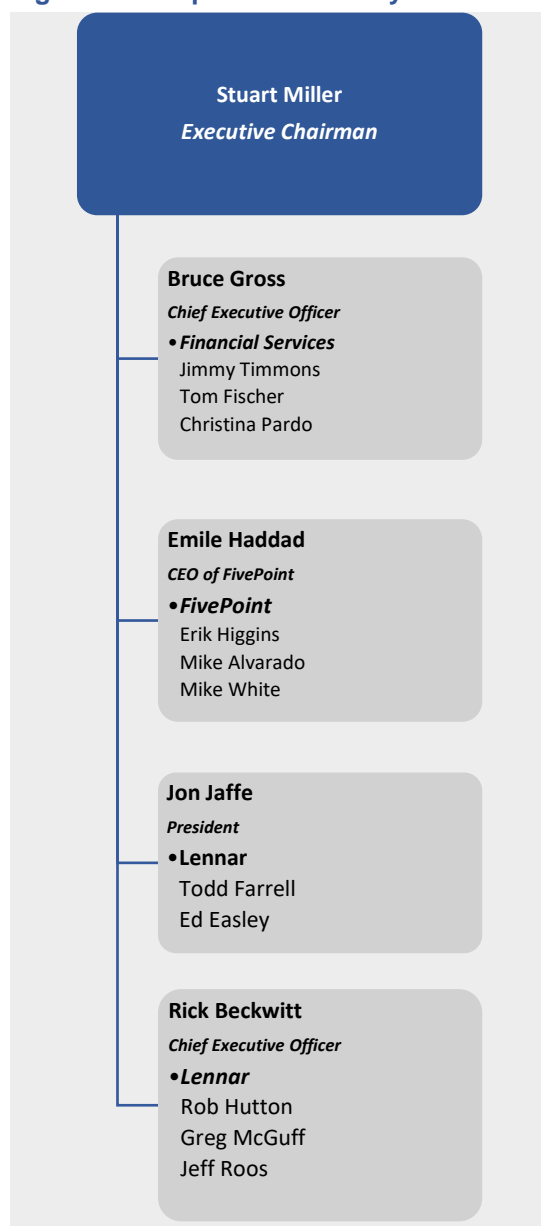 Stuart Miller
Executive Chairman
Bruce Gross
Chief Executive Officer
•Financial Services
Jimmy Timmons
Tom Fischer
Christina Pardo
Emile Haddad
CEO of FivePoint
•FivePoint
Erik Higgins
Mike Alvarado
Mike White
Jon Jaffe
President
•Lennar
Todd Farrell
Ed Easley
Rick Beckwitt
Chief Executive Officer
•Lennar
Rob Hutton
Greg McGuff
Jeff Roos